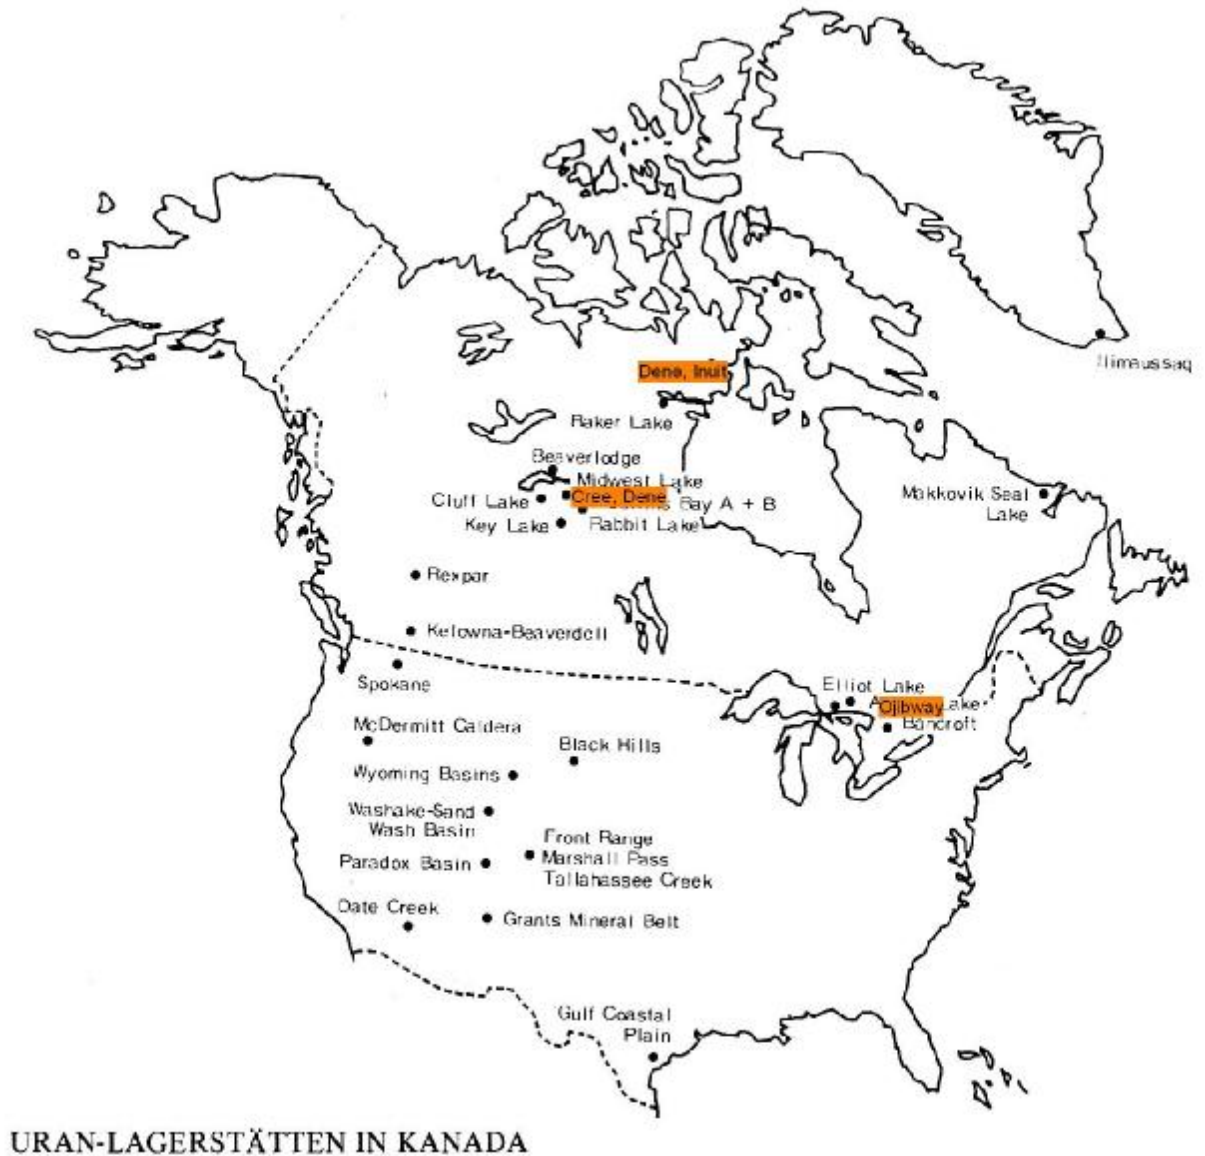 Ilimaussaq
Dene, Inuit
Baker Lake
Beaverlodge
Midwest Lake
Cluff Lake
Cree, Dene
Bay A + B
Makkovik Seal
Lake
Key Lake
Rabbit Lake
Rexpar
Kelowna-Beaverdell
Spokane
Elliot Lake
Ojibway
Lake
Bancroft
McDermitt Caldera
Black Hills
Wyoming Basins
Washake-Sand
Wash Basin
Front Range
Marshall Pass
Tallahassee Creek
Paradox Basin
Date Creek
Grants Mineral Belt
Gulf Coastal
Plain
URAN-LAGERSTÄTTEN IN KANADA